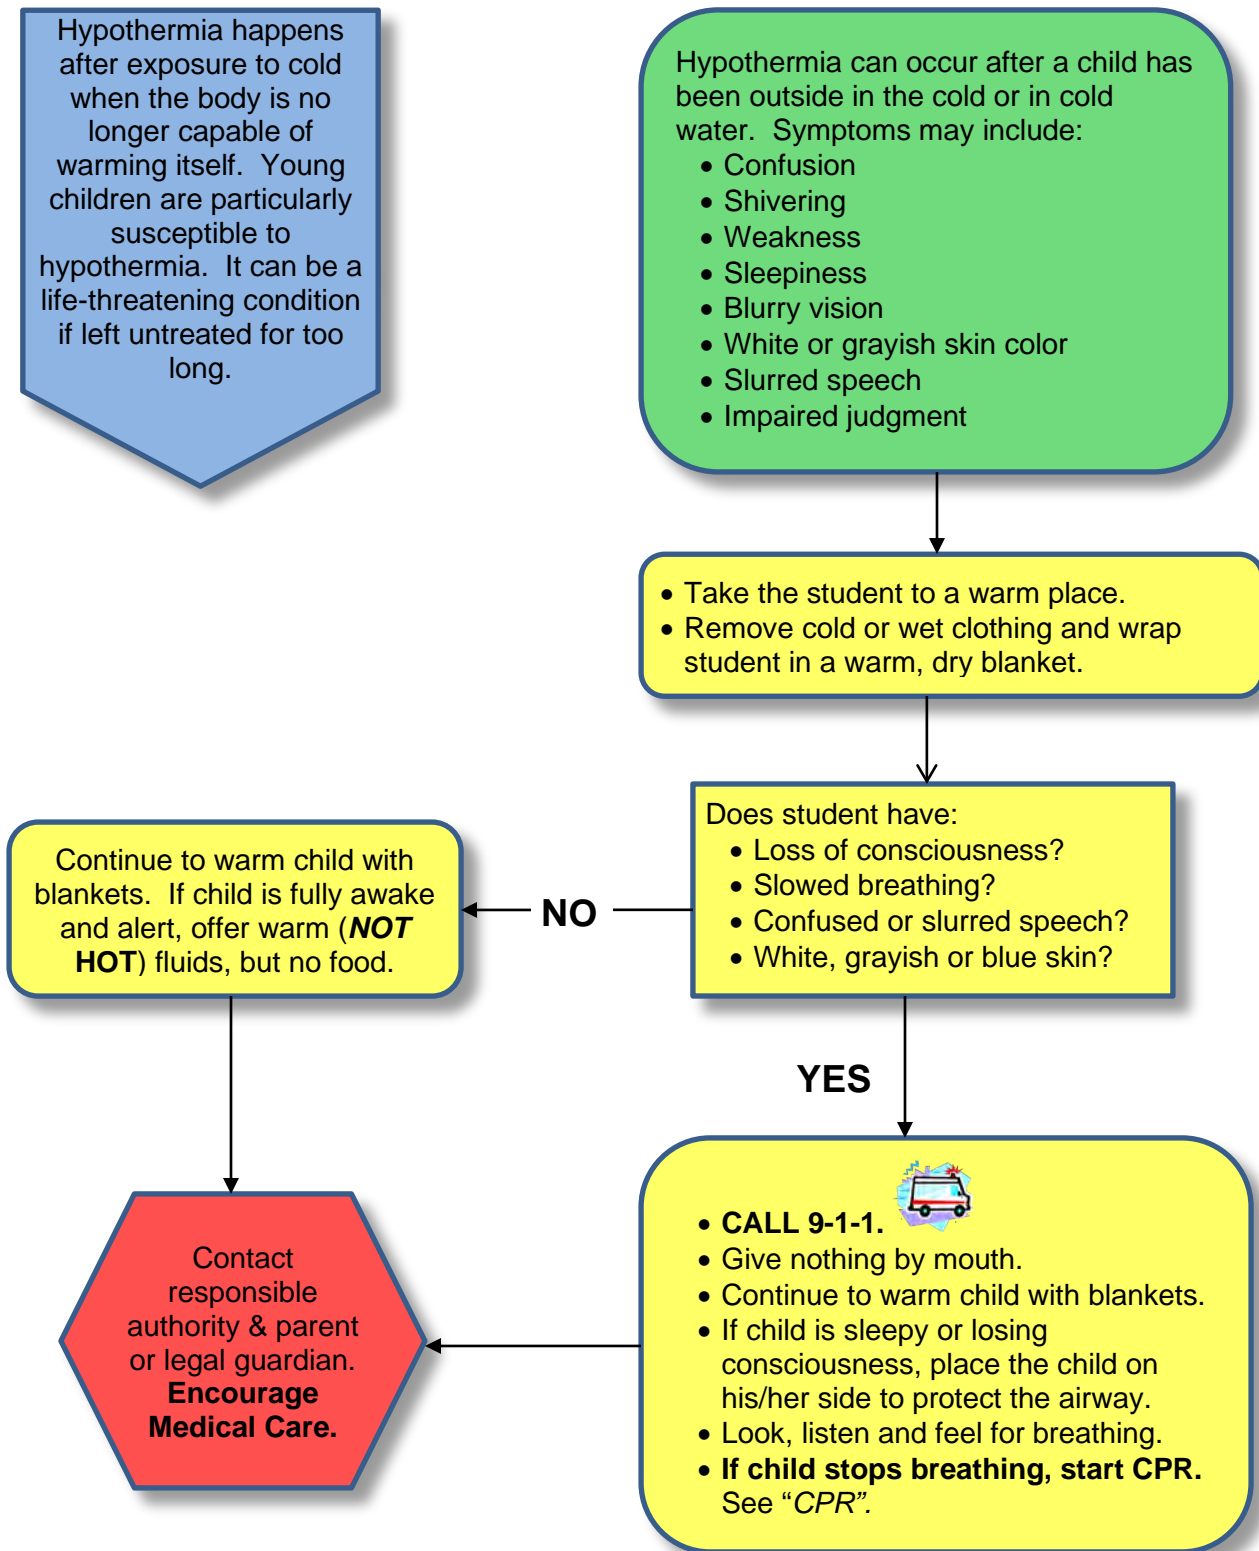 Hypothermia happens
after exposure to cold
when the body is no
longer capable of
warming itself.  Young
children are particularly
susceptible to
hypothermia.  It can be a
life-threatening condition
if left untreated for too
long.
Hypothermia can occur after a child has
been outside in the cold or in cold
water.  Symptoms may include:
• Confusion
• Shivering
• Weakness
• Sleepiness
• Blurry vision
• White or grayish skin color
• Slurred speech
• Impaired judgment
• Take the student to a warm place.
• Remove cold or wet clothing and wrap
student in a warm, dry blanket.
Does student have:
• Loss of consciousness?
• Slowed breathing?
• Confused or slurred speech?
• White, grayish or blue skin?
NO
Continue to warm child with
blankets.  If child is fully awake
and alert, offer warm (NOT
HOT) fluids, but no food.
YES
• CALL 9-1-1.
• Give nothing by mouth.
• Continue to warm child with blankets.
• If child is sleepy or losing
consciousness, place the child on
his/her side to protect the airway.
• Look, listen and feel for breathing.
• If child stops breathing, start CPR.
See “CPR”.
Contact
responsible
authority & parent
or legal guardian.
Encourage
Medical Care.